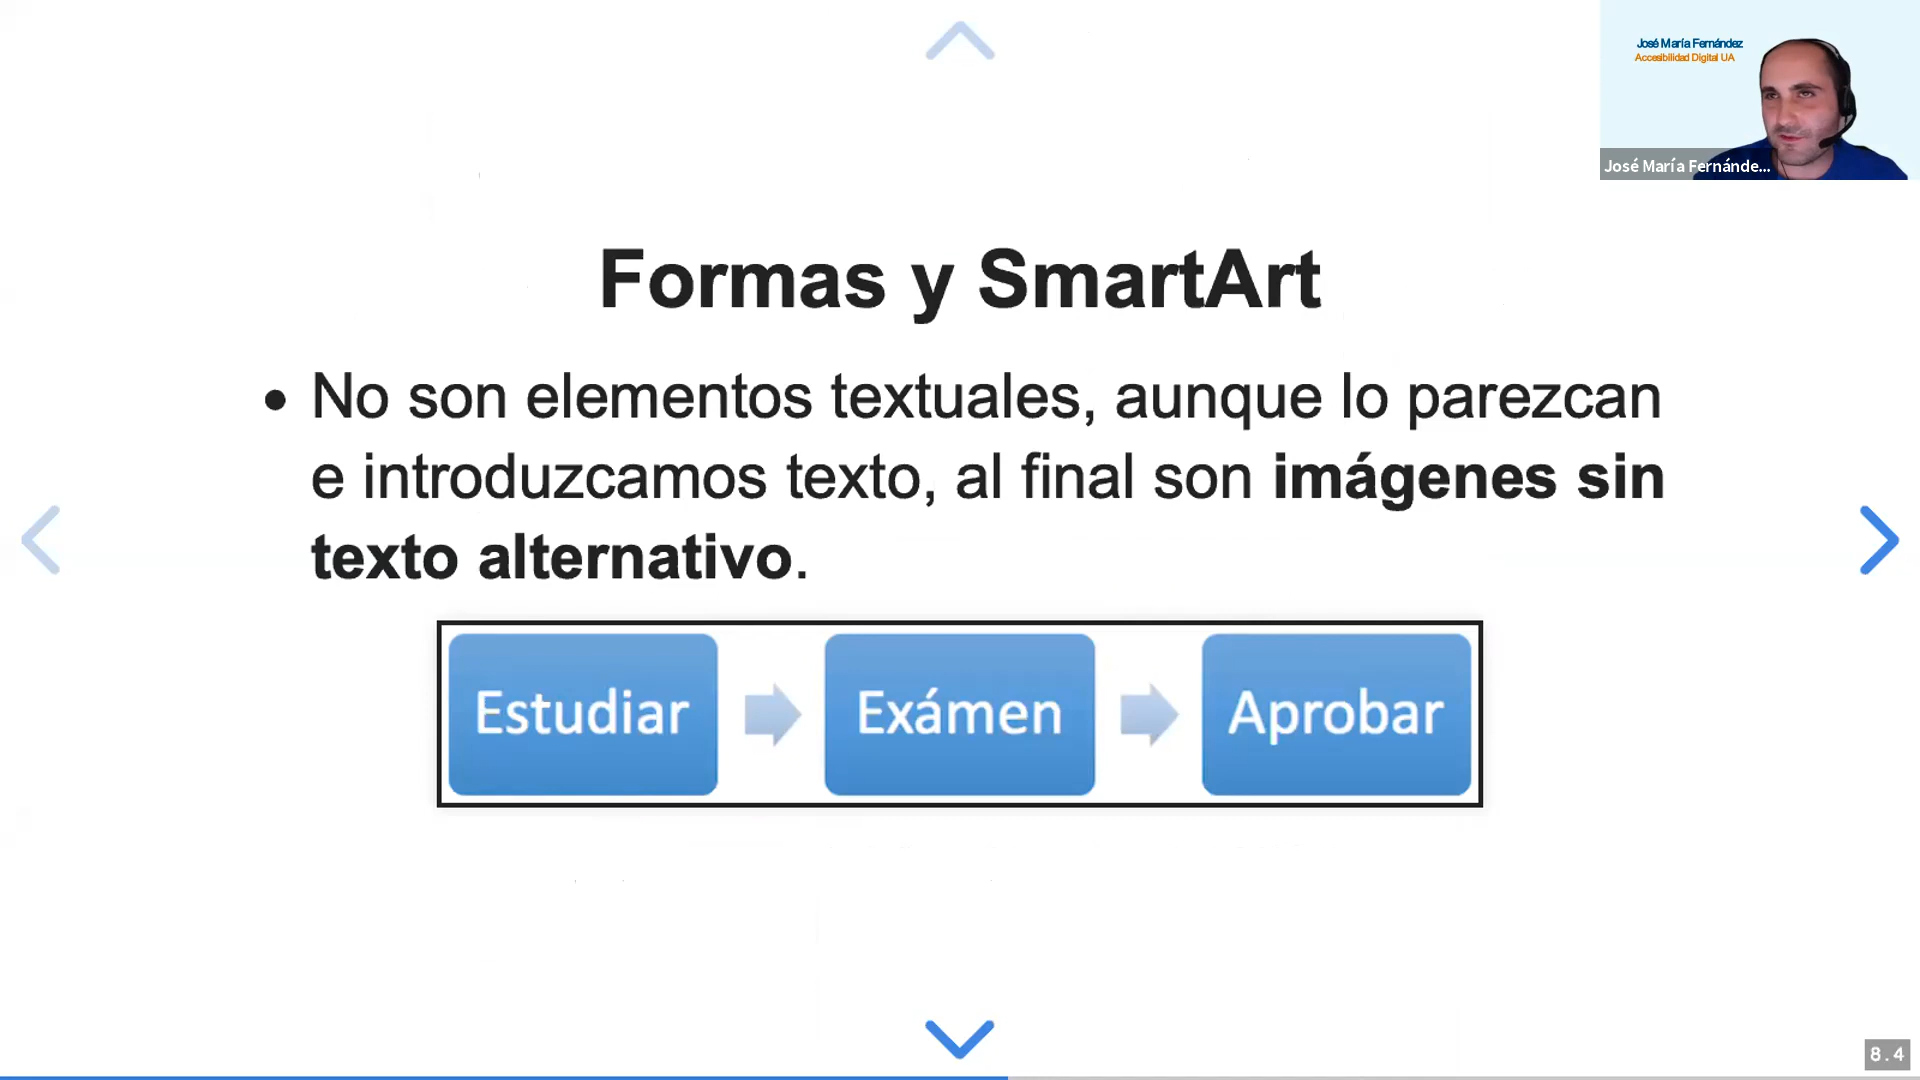 José María Fernández
Accesibilidad Digital UA
José María Fernánde...
Formas y SmartArt
• No son elementos textuales, aunque lo parezcan
e introduzcamos texto, al final son imágenes sin
texto alternativo.
Estudiar Exámen Aprobar
8.4